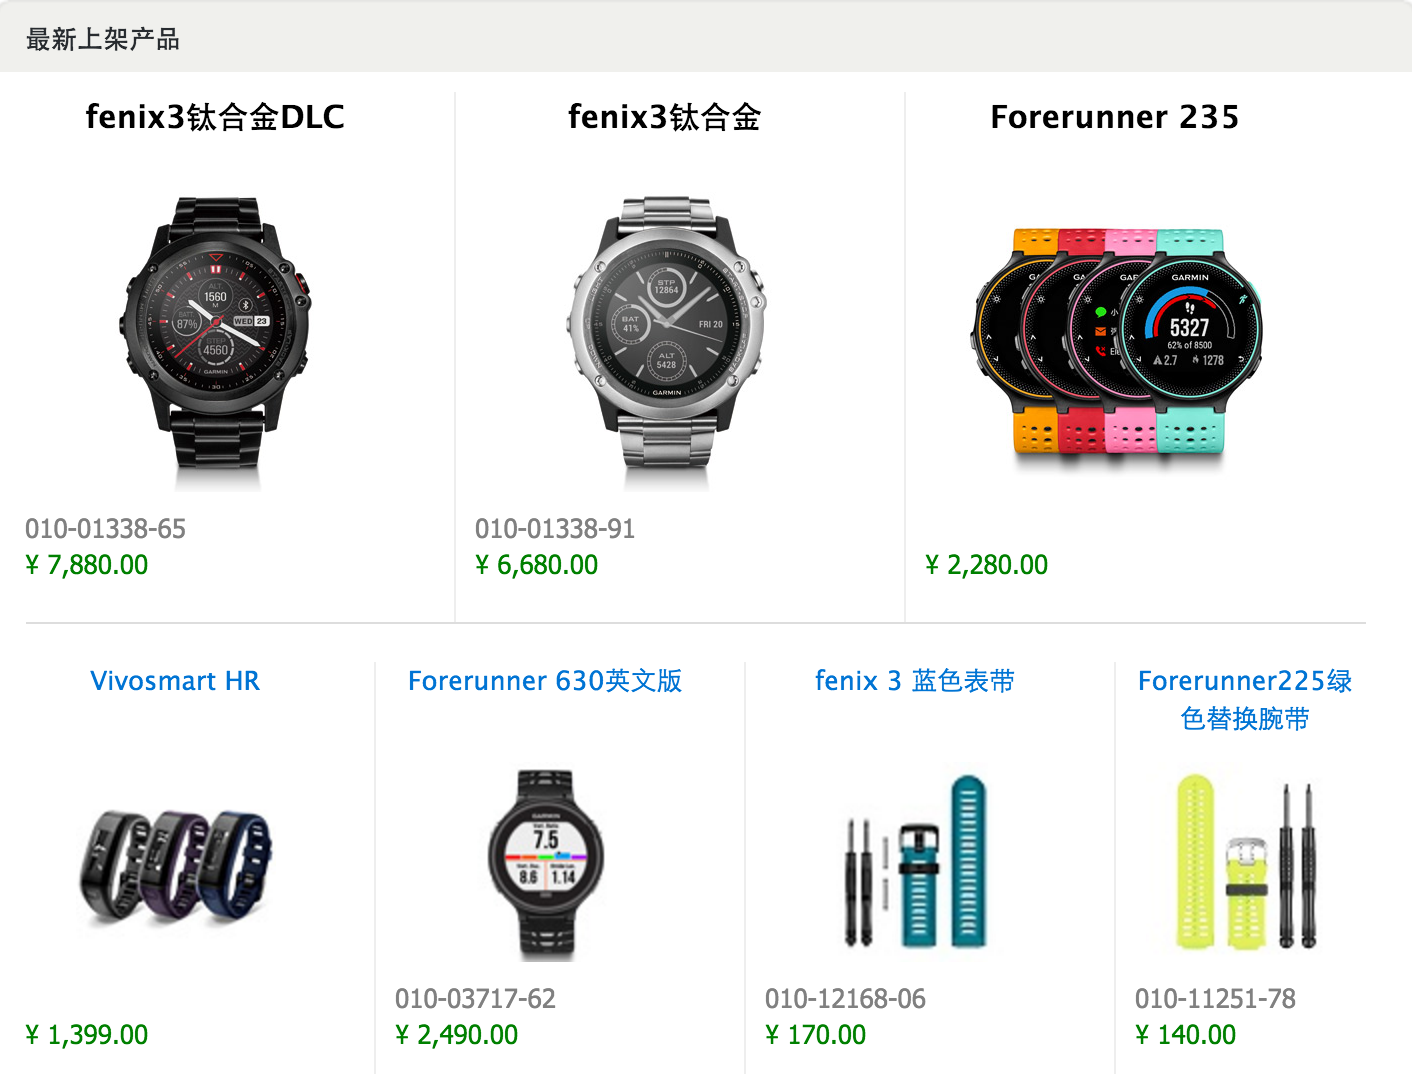 最新上架产品
fenix3钛合金DLC
fenix3钛合金
Forerunner 235
ALT.
1560
M
BATT.
87%
WED 23
STEP
4560
GARMIN
STP
12864
BAT
41%
FRI 20
ALT
5428
GARMIN
GARMIN
5327
62% of 8500
2.7
1278
010-01338-65
¥ 7,880.00
010-01338-91
¥ 6,680.00
¥ 2,280.00
Vivosmart HR
Forerunner 630英文版
fenix 3 蓝色表带
Forerunner225绿
色替换腕带
GARMIN
7.5
8.6
1.14
¥ 1,399.00
010-03717-62
¥ 2,490.00
010-12168-06
¥ 170.00
010-11251-78
¥ 140.00